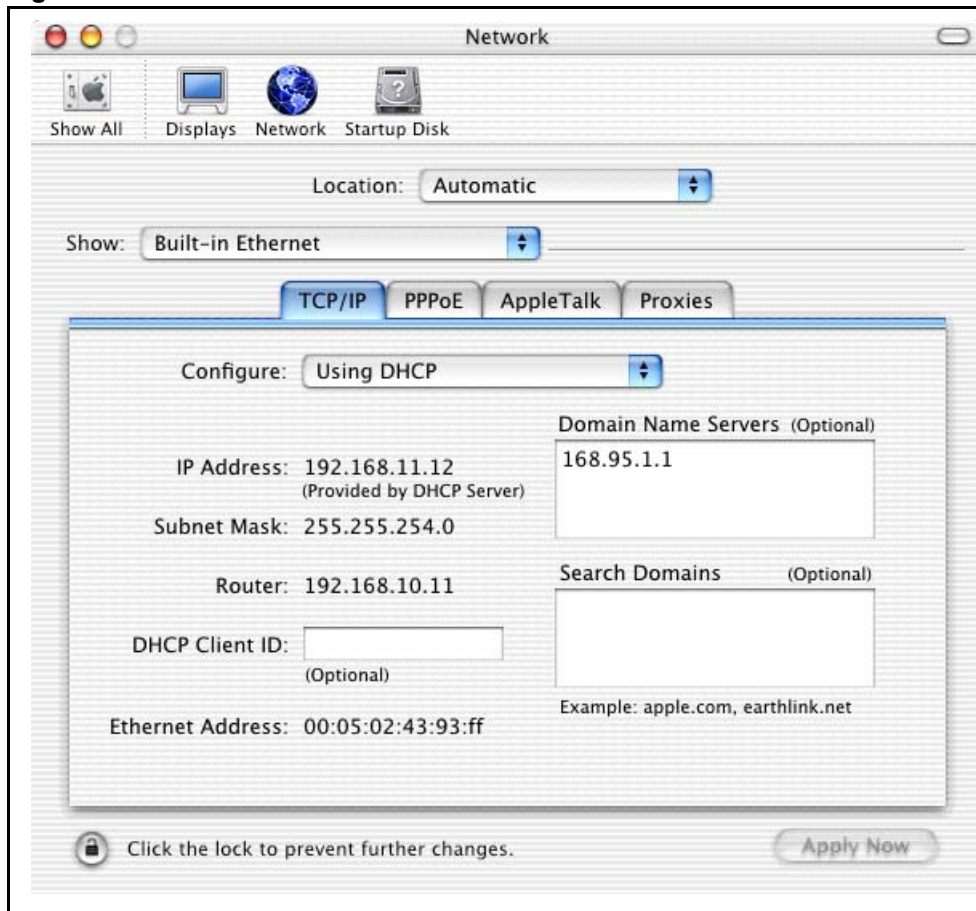 Network
Show All
Displays
Network
Startup Disk
Location: Automatic
Show: Built-in Ethernet
TCP/IP
PPPoE
AppleTalk
Proxies
Configure: Using DHCP
Domain Name Servers (Optional)
168.95.1.1
IP Address: 192.168.11.12
(Provided by DHCP Server)
Subnet Mask: 255.255.254.0
Router: 192.168.10.11
Search Domains (Optional)
DHCP Client ID:
(Optional)
Example: apple.com, earthlink.net
Ethernet Address: 00:05:02:43:93:ff
Click the lock to prevent further changes.
Apply Now